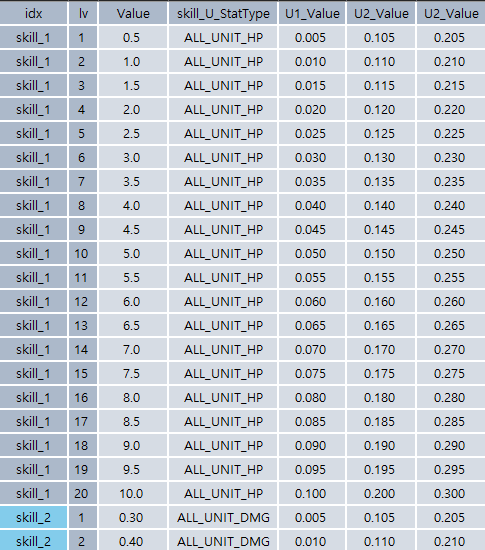 idx lv Value skill_U_StatType U1_Value U2_Value U2_Value
skill_1 1 0.5 ALL_UNIT_HP 0.005 0.105 0.205
skill_1 2 1.0 ALL_UNIT_HP 0.010 0.110 0.210
skill_1 3 1.5 ALL_UNIT_HP 0.015 0.115 0.215
skill_1 4 2.0 ALL_UNIT_HP 0.020 0.120 0.220
skill_1 5 2.5 ALL_UNIT_HP 0.025 0.125 0.225
skill_1 6 3.0 ALL_UNIT_HP 0.030 0.130 0.230
skill_1 7 3.5 ALL_UNIT_HP 0.035 0.135 0.235
skill_1 8 4.0 ALL_UNIT_HP 0.040 0.140 0.240
skill_1 9 4.5 ALL_UNIT_HP 0.045 0.145 0.245
skill_1 10 5.0 ALL_UNIT_HP 0.050 0.150 0.250
skill_1 11 5.5 ALL_UNIT_HP 0.055 0.155 0.255
skill_1 12 6.0 ALL_UNIT_HP 0.060 0.160 0.260
skill_1 13 6.5 ALL_UNIT_HP 0.065 0.165 0.265
skill_1 14 7.0 ALL_UNIT_HP 0.070 0.170 0.270
skill_1 15 7.5 ALL_UNIT_HP 0.075 0.175 0.275
skill_1 16 8.0 ALL_UNIT_HP 0.080 0.180 0.280
skill_1 17 8.5 ALL_UNIT_HP 0.085 0.185 0.285
skill_1 18 9.0 ALL_UNIT_HP 0.090 0.190 0.290
skill_1 19 9.5 ALL_UNIT_HP 0.095 0.195 0.295
skill_1 20 10.0 ALL_UNIT_HP 0.100 0.200 0.300
skill_2 1 0.30 ALL_UNIT_DMG 0.005 0.105 0.205
skill_2 2 0.40 ALL_UNIT_DMG 0.010 0.110 0.210